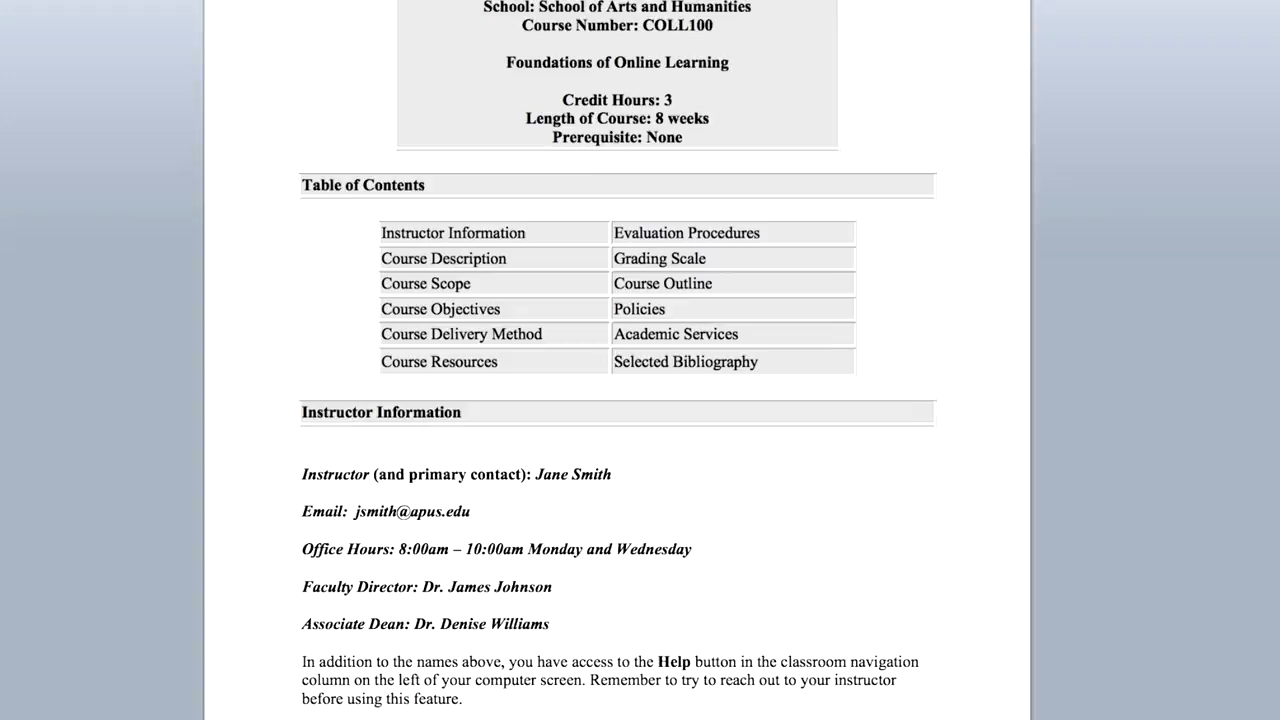 School: School of Arts and Humanities
Course Number: COLL100
Foundations of Online Learning
Credit Hours: 3
Length of Course: 8 weeks
Prerequisite: None
Table of Contents
Instructor Information
Evaluation Procedures
Course Description
Grading Scale
Course Scope
Course Outline
Course Objectives
Policies
Course Delivery Method
Academic Services
Course Resources
Selected Bibliography
Instructor Information
Instructor (and primary contact): Jane Smith
Email: jsmith@apus.edu
Office Hours: 8:00am – 10:00am Monday and Wednesday
Faculty Director: Dr. James Johnson
Associate Dean: Dr. Denise Williams
In addition to the names above, you have access to the Help button in the classroom navigation
column on the left of your computer screen. Remember to try to reach out to your instructor
before using this feature.